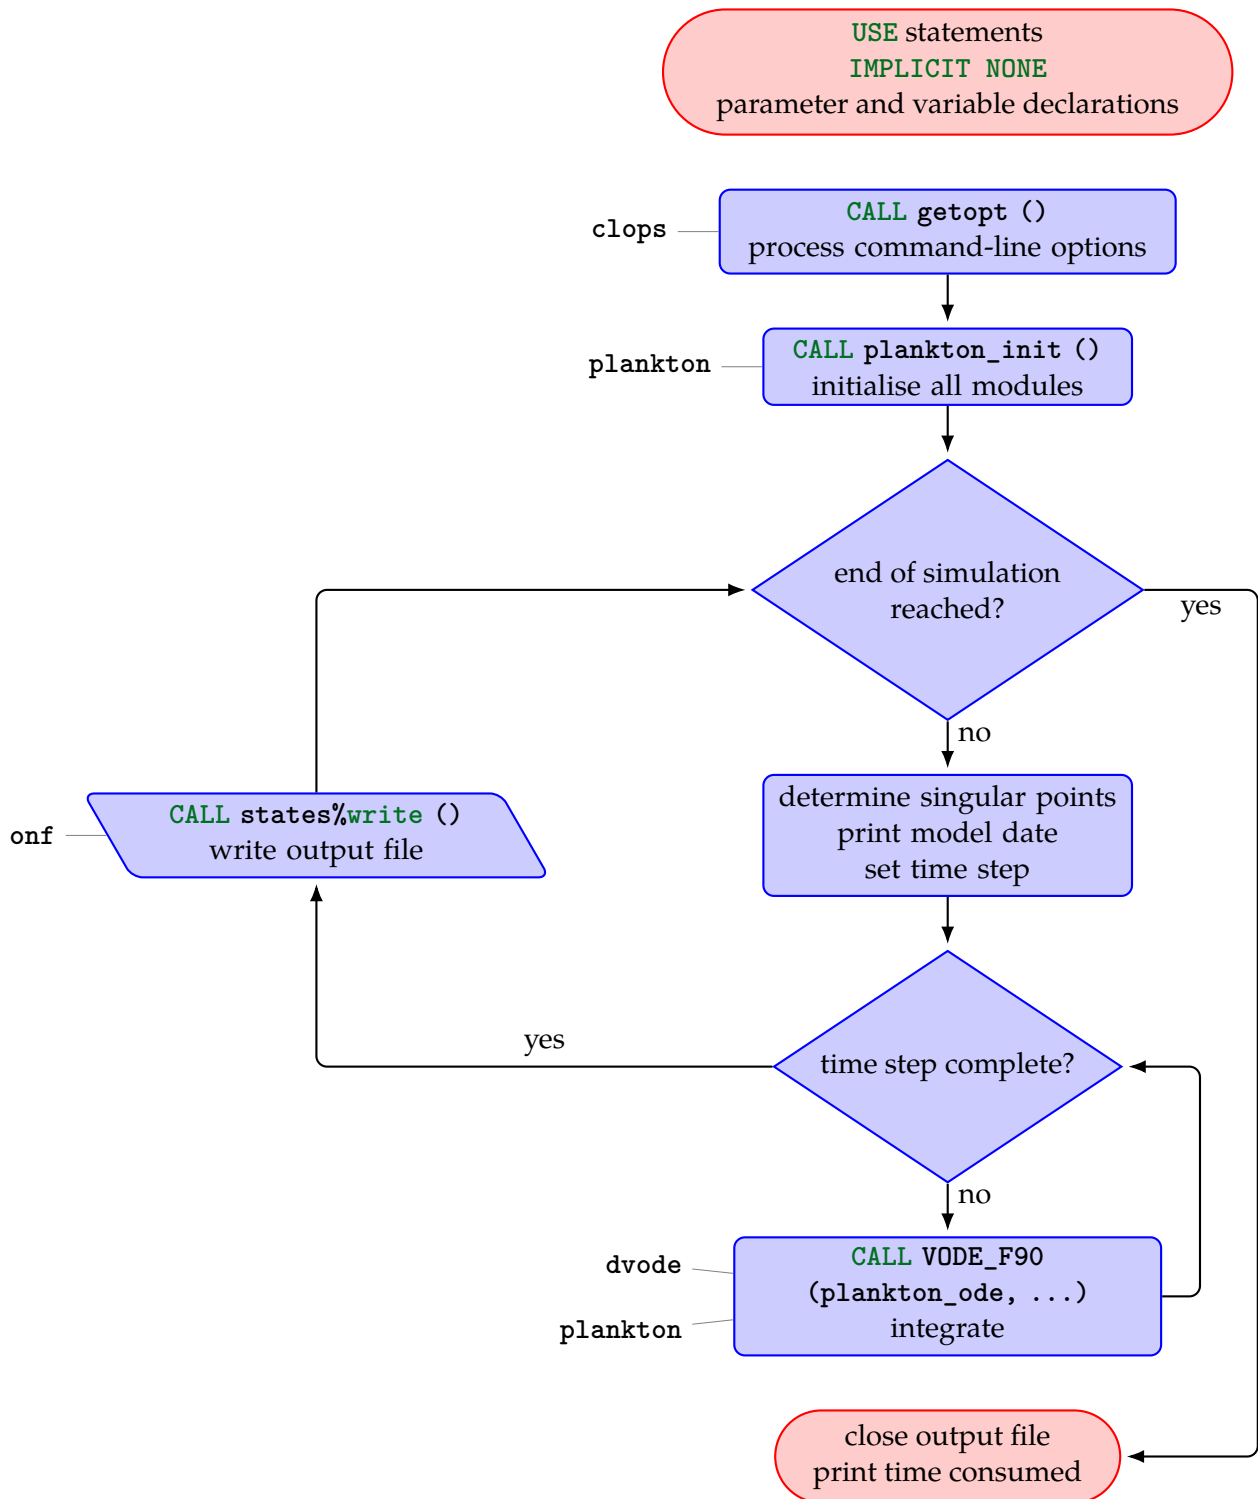 USE statements
IMPLICIT NONE
parameter and variable declarations
clops
CALL getopt ()
process command-line options
plankton
CALL plankton_init ()
initialise all modules
end of simulation
reached?
yes
no
determine singular points
print model date
set time step
onf
CALL states%write ()
write output file
yes
time step complete?
no
dvode
plankton
CALL VODE_F90
(plankton_ode, ...)
integrate
close output file
print time consumed